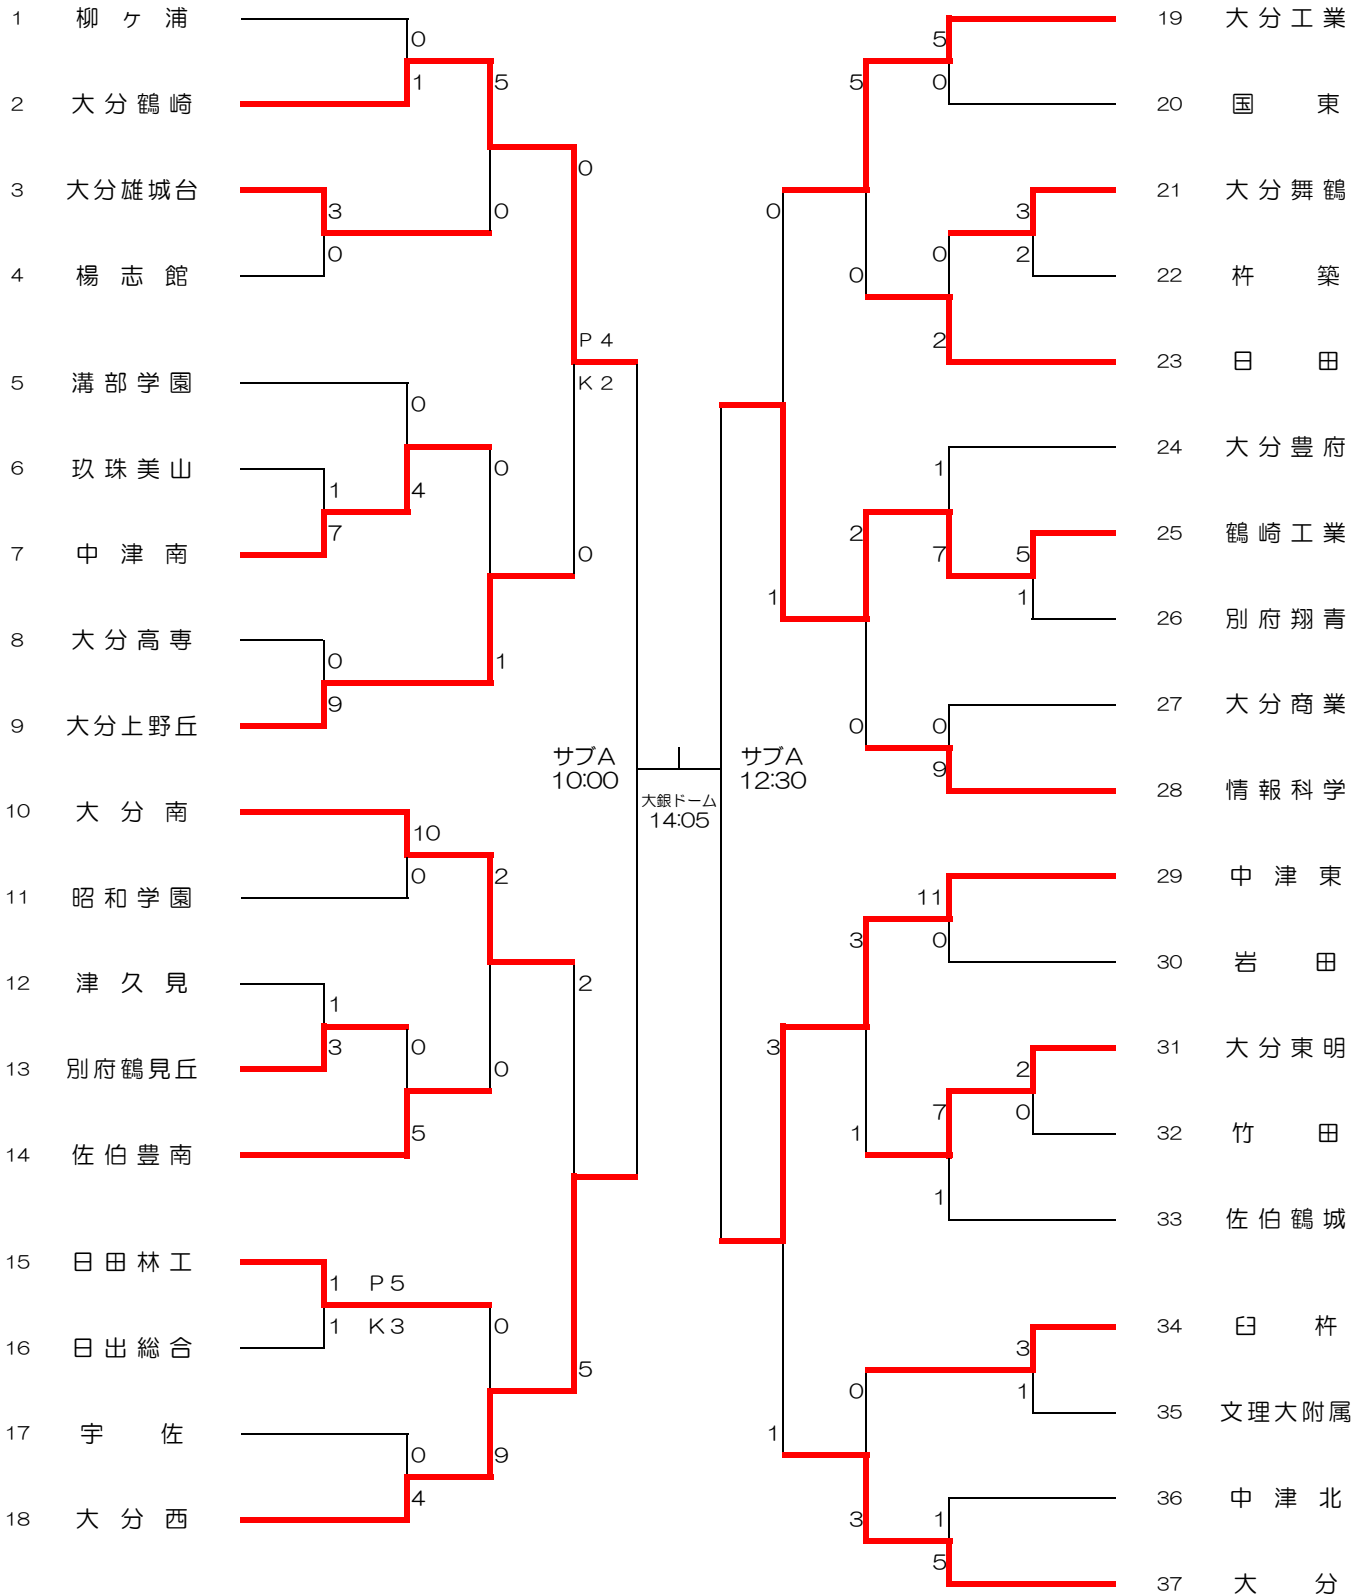 1 柳ヶ浦
0
1
5
2 大分鶴崎
0
3 大分雄城台
3
0
0
4 楊志館
P 4
K 2
5 溝部学園
0
6 玖珠美山
0
1
4
7
7 中津南
0
8 大分高専
0
1
9
9 大分上野丘
サブA
10:00
10 大分南
10
0
2
11 昭和学園
12 津久見
2
1
3
0
13 別府鶴見丘
0
5
14 佐伯豊南
15 日田林工
1 P 5
1 K 3
0
16 日出総合
5
17 宇佐
0
9
4
18 大分西
大銀ドーム
14:05
19 大分工業
5
5
0
20 国東
21 大分舞鶴
0
3
0
2
0
22 杵築
2
23 日田
24 大分豊府
1
25 鶴崎工業
2
7
5
1
1
26 別府翔青
27 大分商業
0
0
サブA
12:30
9
28 情報科学
29 中津東
11
3
0
30 岩田
31 大分東明
3
2
7
0
1
32 竹田
1
33 佐伯鶴城
34 臼杵
3
0
1
35 文理大附属
1
36 中津北
3
1
5
37 大分